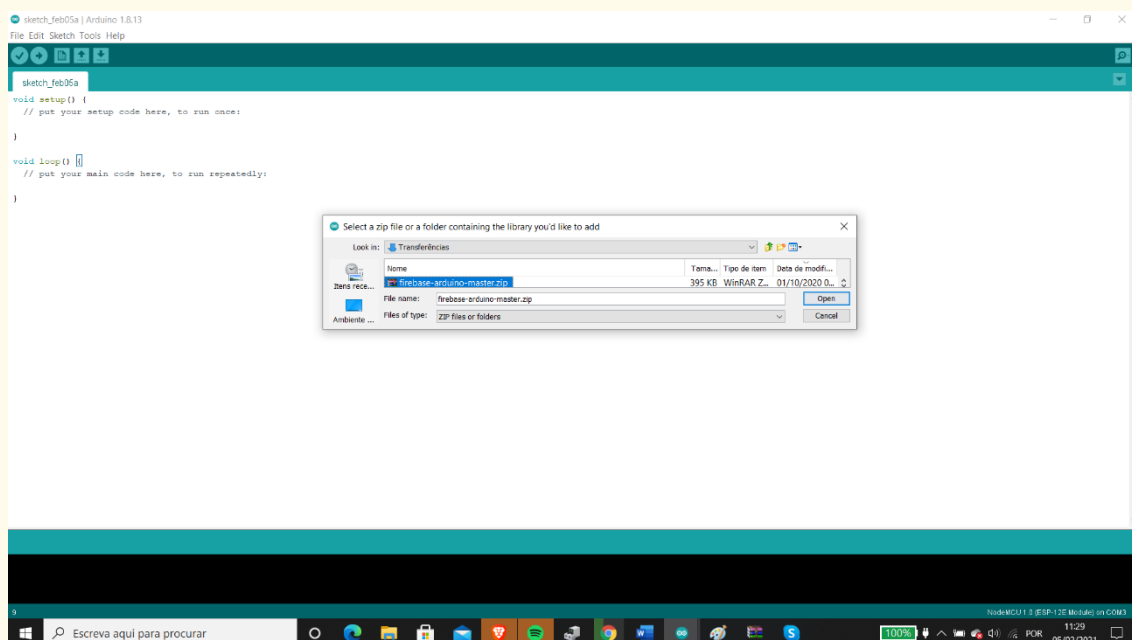 sketch_feb05a | Arduino 1.8.13
File Edit Sketch Tools Help
sketch_feb05a
void setup() {
// put your setup code here, to run once:
}
void loop() {
// put your main code here, to run repeatedly:
}
Select a zip file or a folder containing the library you'd like to add
Look in: Transferências
Nome Tama... Tipo de item Data de modifi...
firebase-arduino-master.zip 395 KB WinRAR Z... 01/10/2020 0...
Itens rece...
File name: firebase-arduino-master.zip Open
Ambiente ...
Files of type: ZIP files or folders Cancel
9 NodeMCU 1.0 (ESP-12E Module) on COM3
Escreva aqui para procurar 100% POR 11:29
05/02/2021